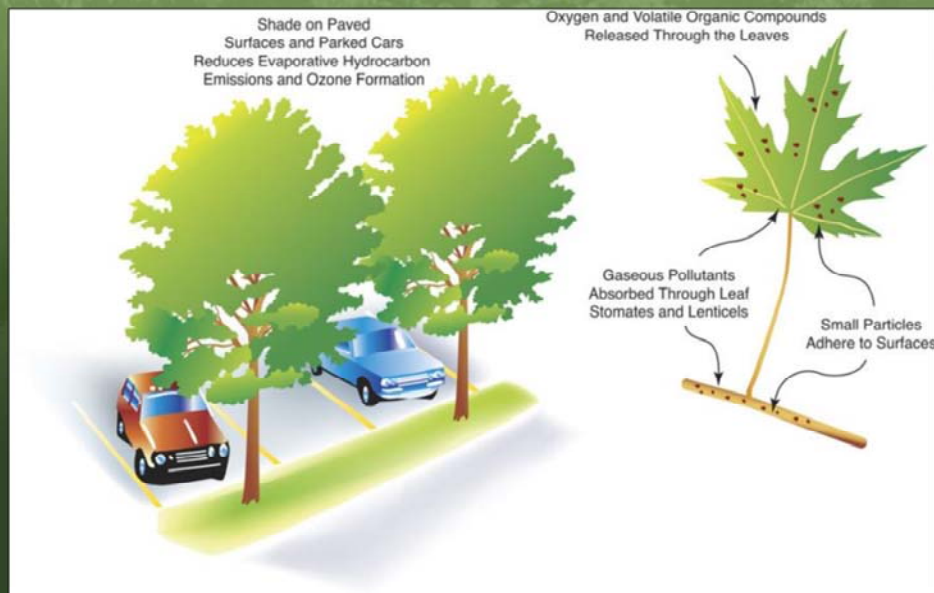 Shade on Paved
Surfaces and Parked Cars
Reduces Evaporative Hydrocarbon
Emissions and Ozone Formation
Oxygen and Volatile Organic Compounds
Released Through the Leaves
Gaseous Pollutants
Absorbed Through Leaf
Stomates and Lenticels
Small Particles
Adhere to Surfaces